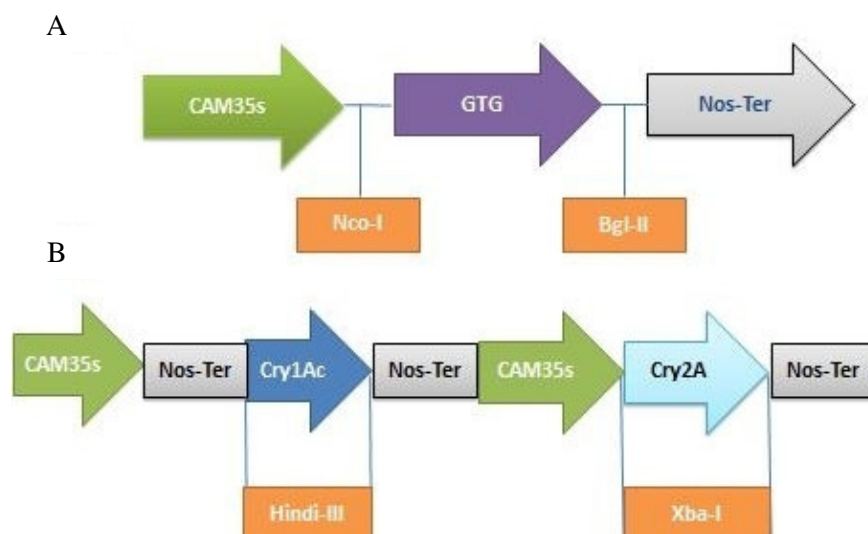 A
CAM35s
GTG
Nos-Ter
Nco-I
Bgl-II
B
CAM35s
Nos-Ter
Cry1Ac
Nos-Ter
CAM35s
Cry2A
Nos-Ter
Hindi-III
Xba-I